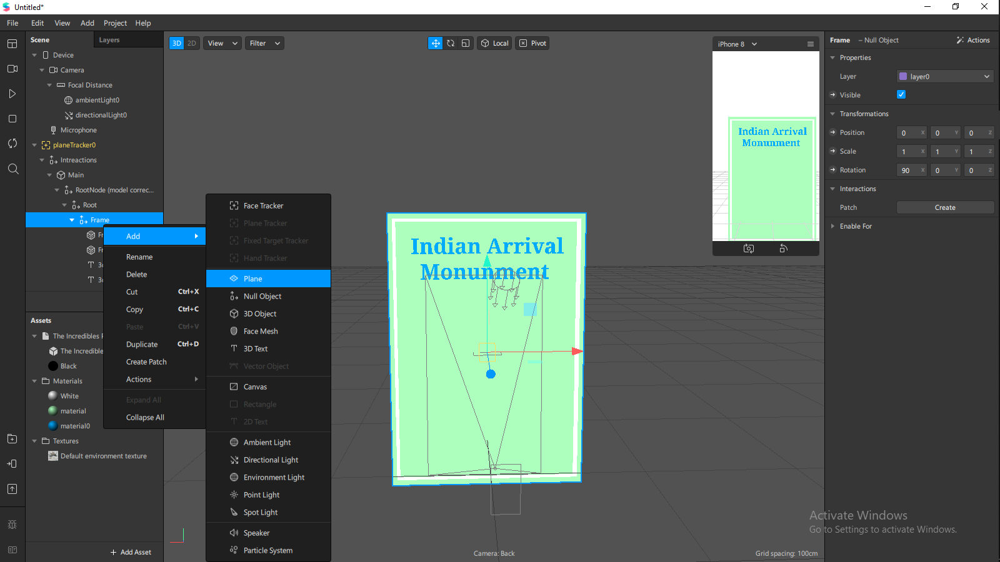 Untitled*
File Edit View Add Project Help
Scene Layers
Device
Camera
Focal Distance
ambientLight0
directionalLight0
Microphone
planeTracker0
Intreactions
Main
RootNode (model correc...
Root
Frame
Fr
Fr
3d
3d
Add
Rename
Delete
Cut Ctrl+X
Copy Ctrl+C
Paste Ctrl+V
Duplicate Ctrl+D
Create Patch
Actions
Expand All
Collapse All
Face Tracker
Plane Tracker
Fixed Target Tracker
Hand Tracker
Plane
Null Object
3D Object
Face Mesh
3D Text
Vector Object
Canvas
Rectangle
2D Text
Ambient Light
Directional Light
Environment Light
Point Light
Spot Light
Speaker
Particle System
Assets
The Incredibles
The Incredible
Black
Materials
White
material
material0
Textures
Default environment texture
+ Add Asset
3D 2D View Filter Local Pivot
Indian Arrival
Monunment
Camera: Back
Grid spacing: 100cm
iPhone 8
Indian Arrival
Monunment
Frame – Null Object Actions
Properties
Layer layer0
Visible
Transformations
Position 0 X 0 Y 0 Z
Scale 1 X 1 Y 1 Z
Rotation 90 X 0 Y 0 Z
Interactions
Patch Create
Enable For
Activate Windows
Go to Settings to activate Windows.